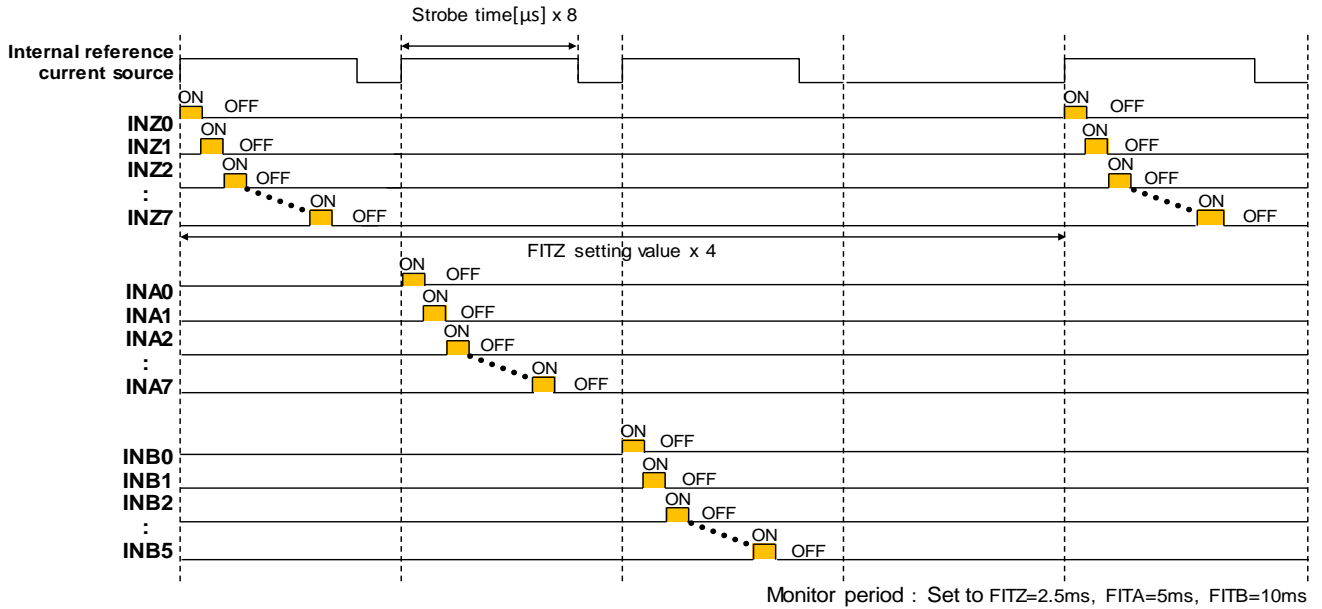 Strobe time[μs] x 8
Internal reference
current source
ON OFF ON OFF
INZ0
ON OFF ON OFF
INZ1
ON OFF ON OFF
INZ2
:
ON OFF ON OFF
INZ7
FITZ setting value x 4
ON OFF
INA0
ON OFF
INA1
ON OFF
INA2
:
ON OFF
INA7
ON OFF
INB0
ON OFF
INB1
ON OFF
INB2
:
ON OFF
INB5
Monitor period : Set to FITZ=2.5ms, FITA=5ms, FITB=10ms